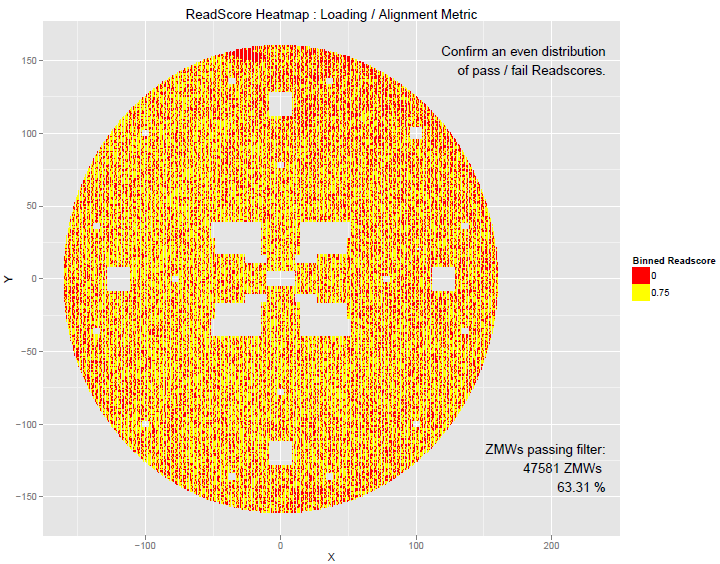 ReadScore Heatmap : Loading / Alignment Metric
Confirm an even distribution
of pass / fail Readscores.
150
100
50
0
−50
−100
−150
Y
Binned Readscore
0
0.75
ZMWs passing filter:
47581 ZMWs
63.31 %
−100
0
100
200
X